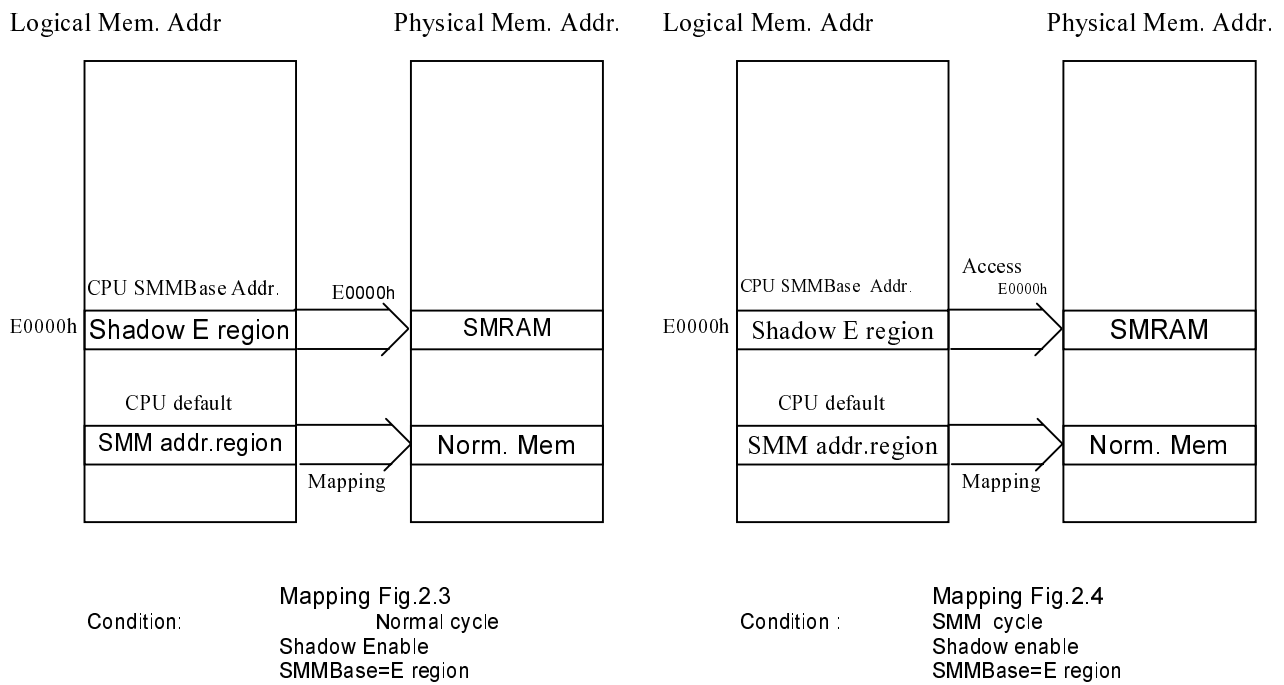 Logical Mem. Addr
Physical Mem. Addr.
CPU SMMBase Addr.
E0000h
E0000h
Shadow E region
SMRAM
CPU default
SMM addr.region
Norm. Mem
Mapping
Mapping Fig.2.3
Condition:
Normal cycle
Shadow Enable
SMMBase=E region
Logical Mem. Addr
Physical Mem. Addr.
Access
CPU SMMBase Addr.
E0000h
E0000h
Shadow E region
SMRAM
CPU default
SMM addr.region
Norm. Mem
Mapping
Mapping Fig.2.4
Condition :
SMM cycle
Shadow enable
SMMBase=E region